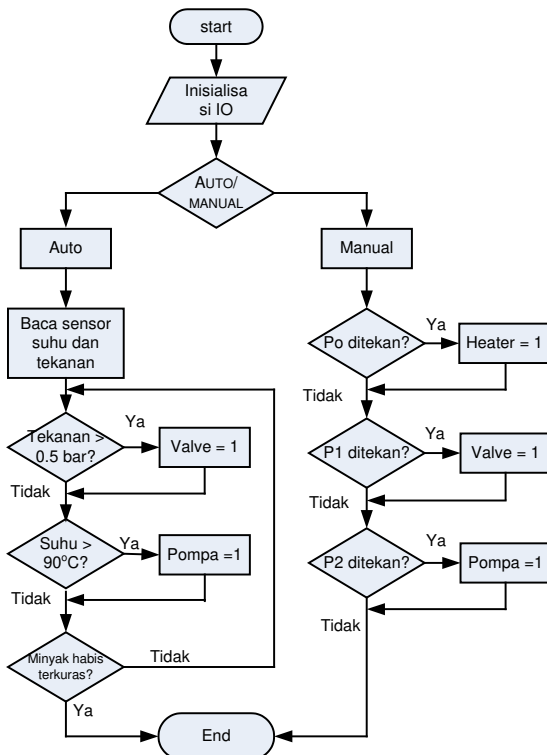 start
Inisialisa
si IO
AUTO/
MANUAL
Auto
Baca sensor
suhu dan
tekanan
Tekanan >
0.5 bar?
Ya
Valve = 1
Tidak
Suhu >
90°C?
Ya
Pompa =1
Tidak
Minyak habis
terkuras?
Tidak
Ya
Manual
Po ditekan?
Ya
Heater = 1
Tidak
P1 ditekan?
Ya
Valve = 1
Tidak
P2 ditekan?
Ya
Pompa =1
Tidak
End